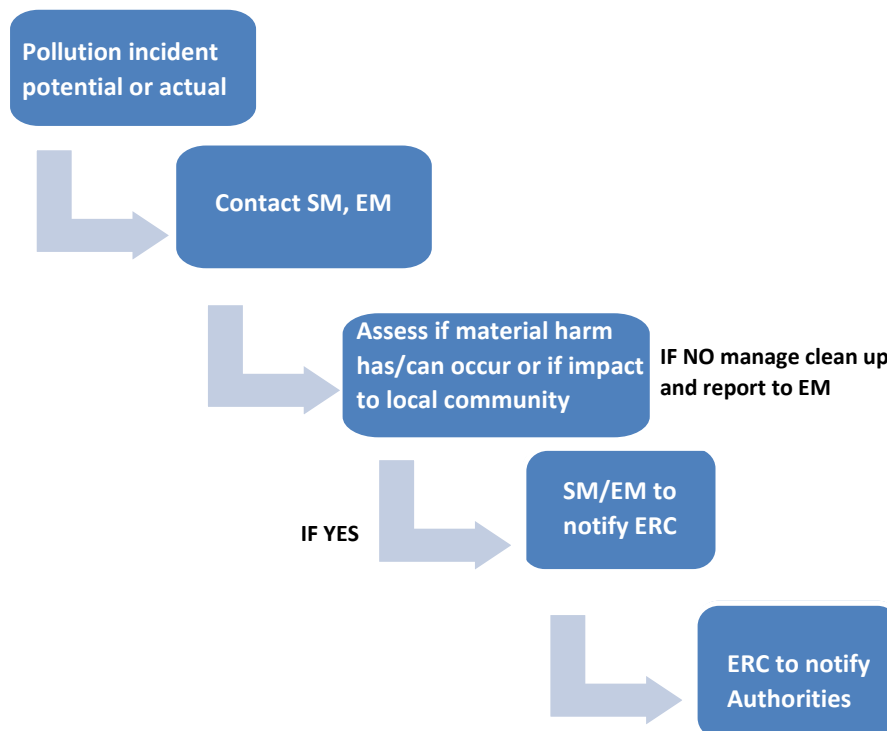 Pollution incident
potential or actual
Contact SM, EM
Assess if material harm
has/can occur or if impact
to local community
IF NO manage clean up
and report to EM
IF YES
SM/EM to
notify ERC
ERC to notify
Authorities